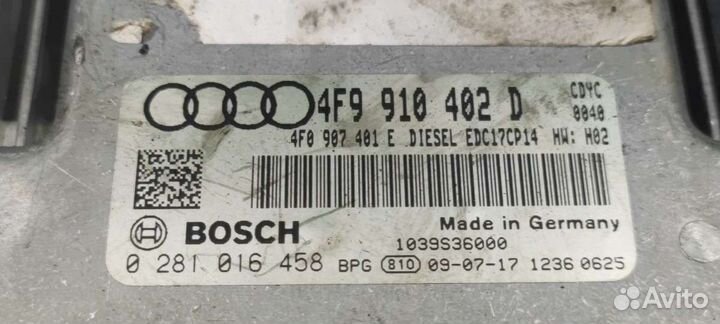 4F9 910 402 D CDYC
0040
4F0 907 401 E DIESEL EDC17CP14 HW: H02
BOSCH Made in Germany
1039S36000
0 281 016 458 BPG 810 09-07-17 1236 0625
Avito